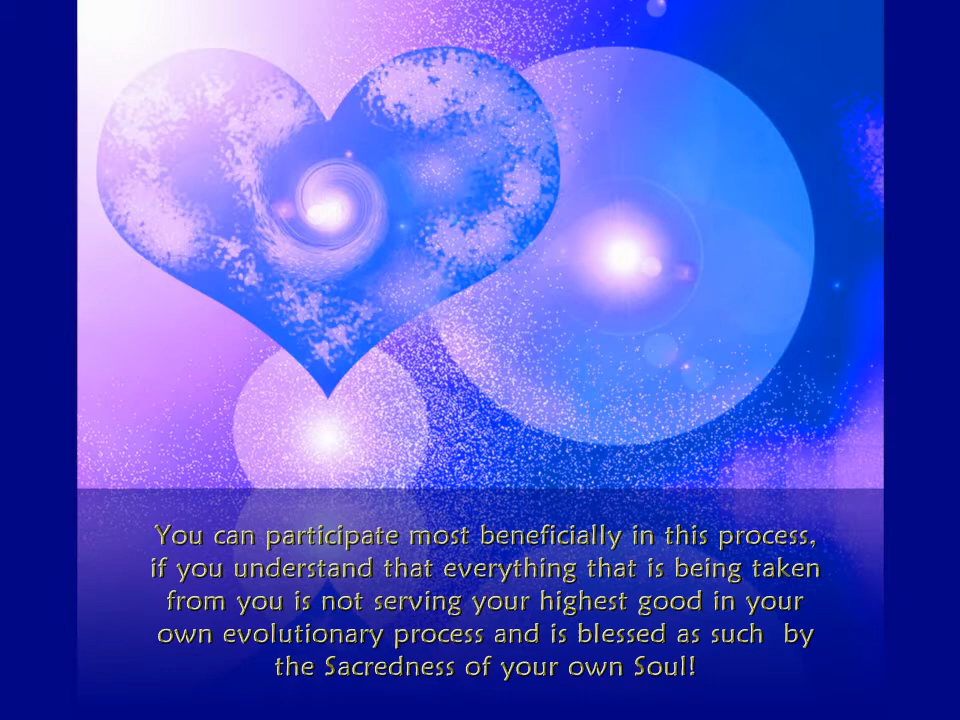 You can participate most beneficially in this process,
if you understand that everything that is being taken
from you is not serving your highest good in your
own evolutionary process and is blessed as such  by
the Sacredness of your own Soul!